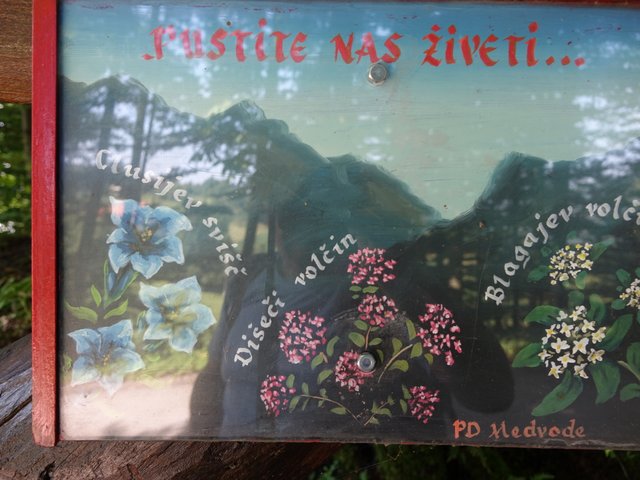 Pustite nas živeti...
Clusijev svišč
Dišeči volčin
Blagajev volčin
PD Medvode